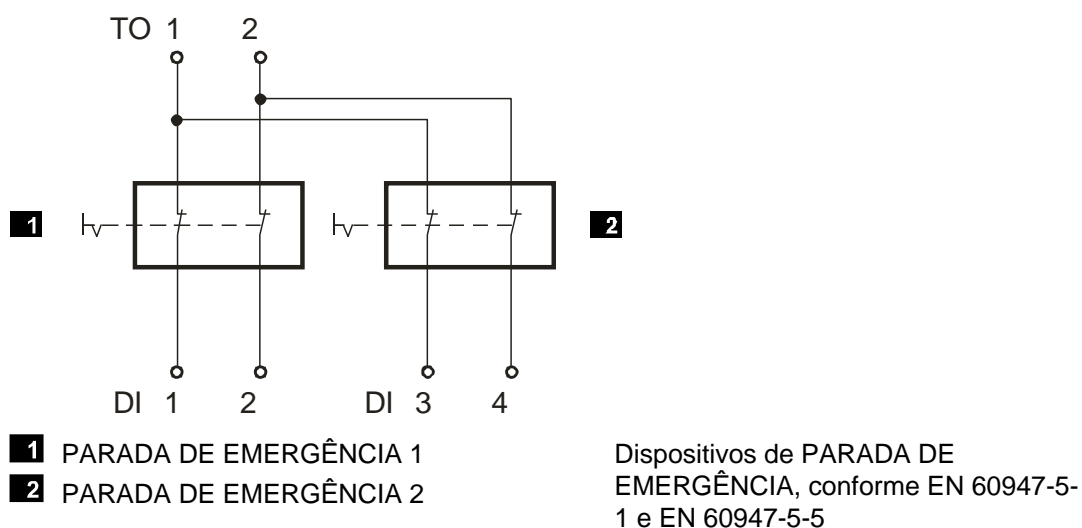 TO 1 2
1
2
DI 1 2 DI 3 4
1 PARADA DE EMERGÊNCIA 1
2 PARADA DE EMERGÊNCIA 2
Dispositivos de PARADA DE
EMERGÊNCIA, conforme EN 60947-5-
1 e EN 60947-5-5